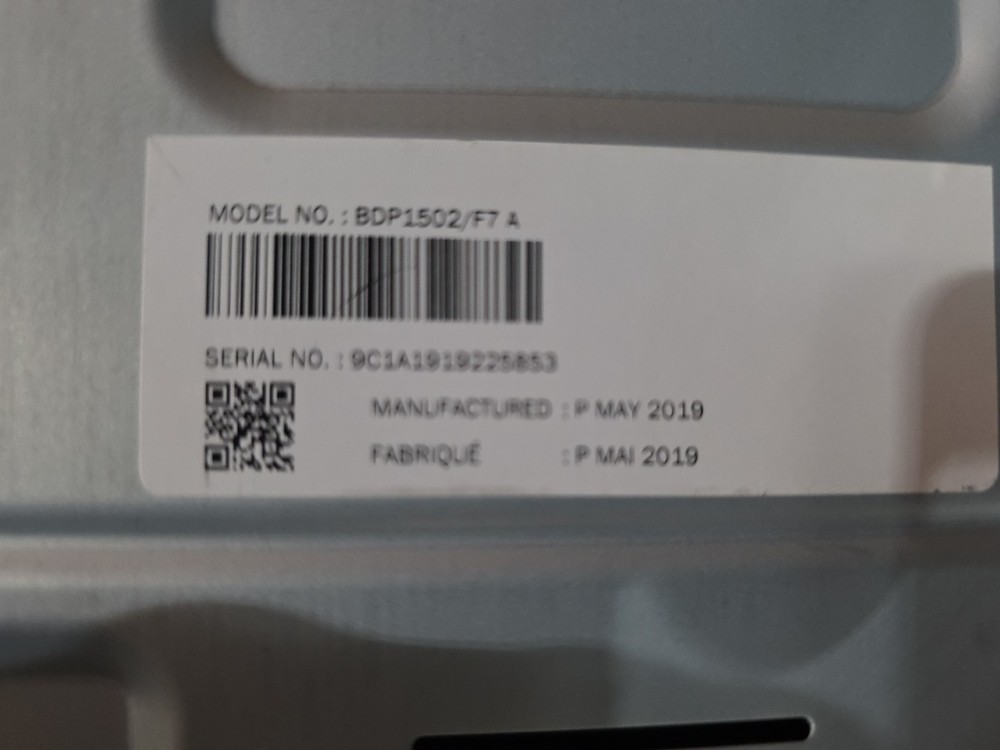 MODEL NO. : BDP1502/F7 A
SERIAL NO. : 9C1A1919225853
MANUFACTURED : P MAY 2019
FABRIQUÉ : P MAI 2019